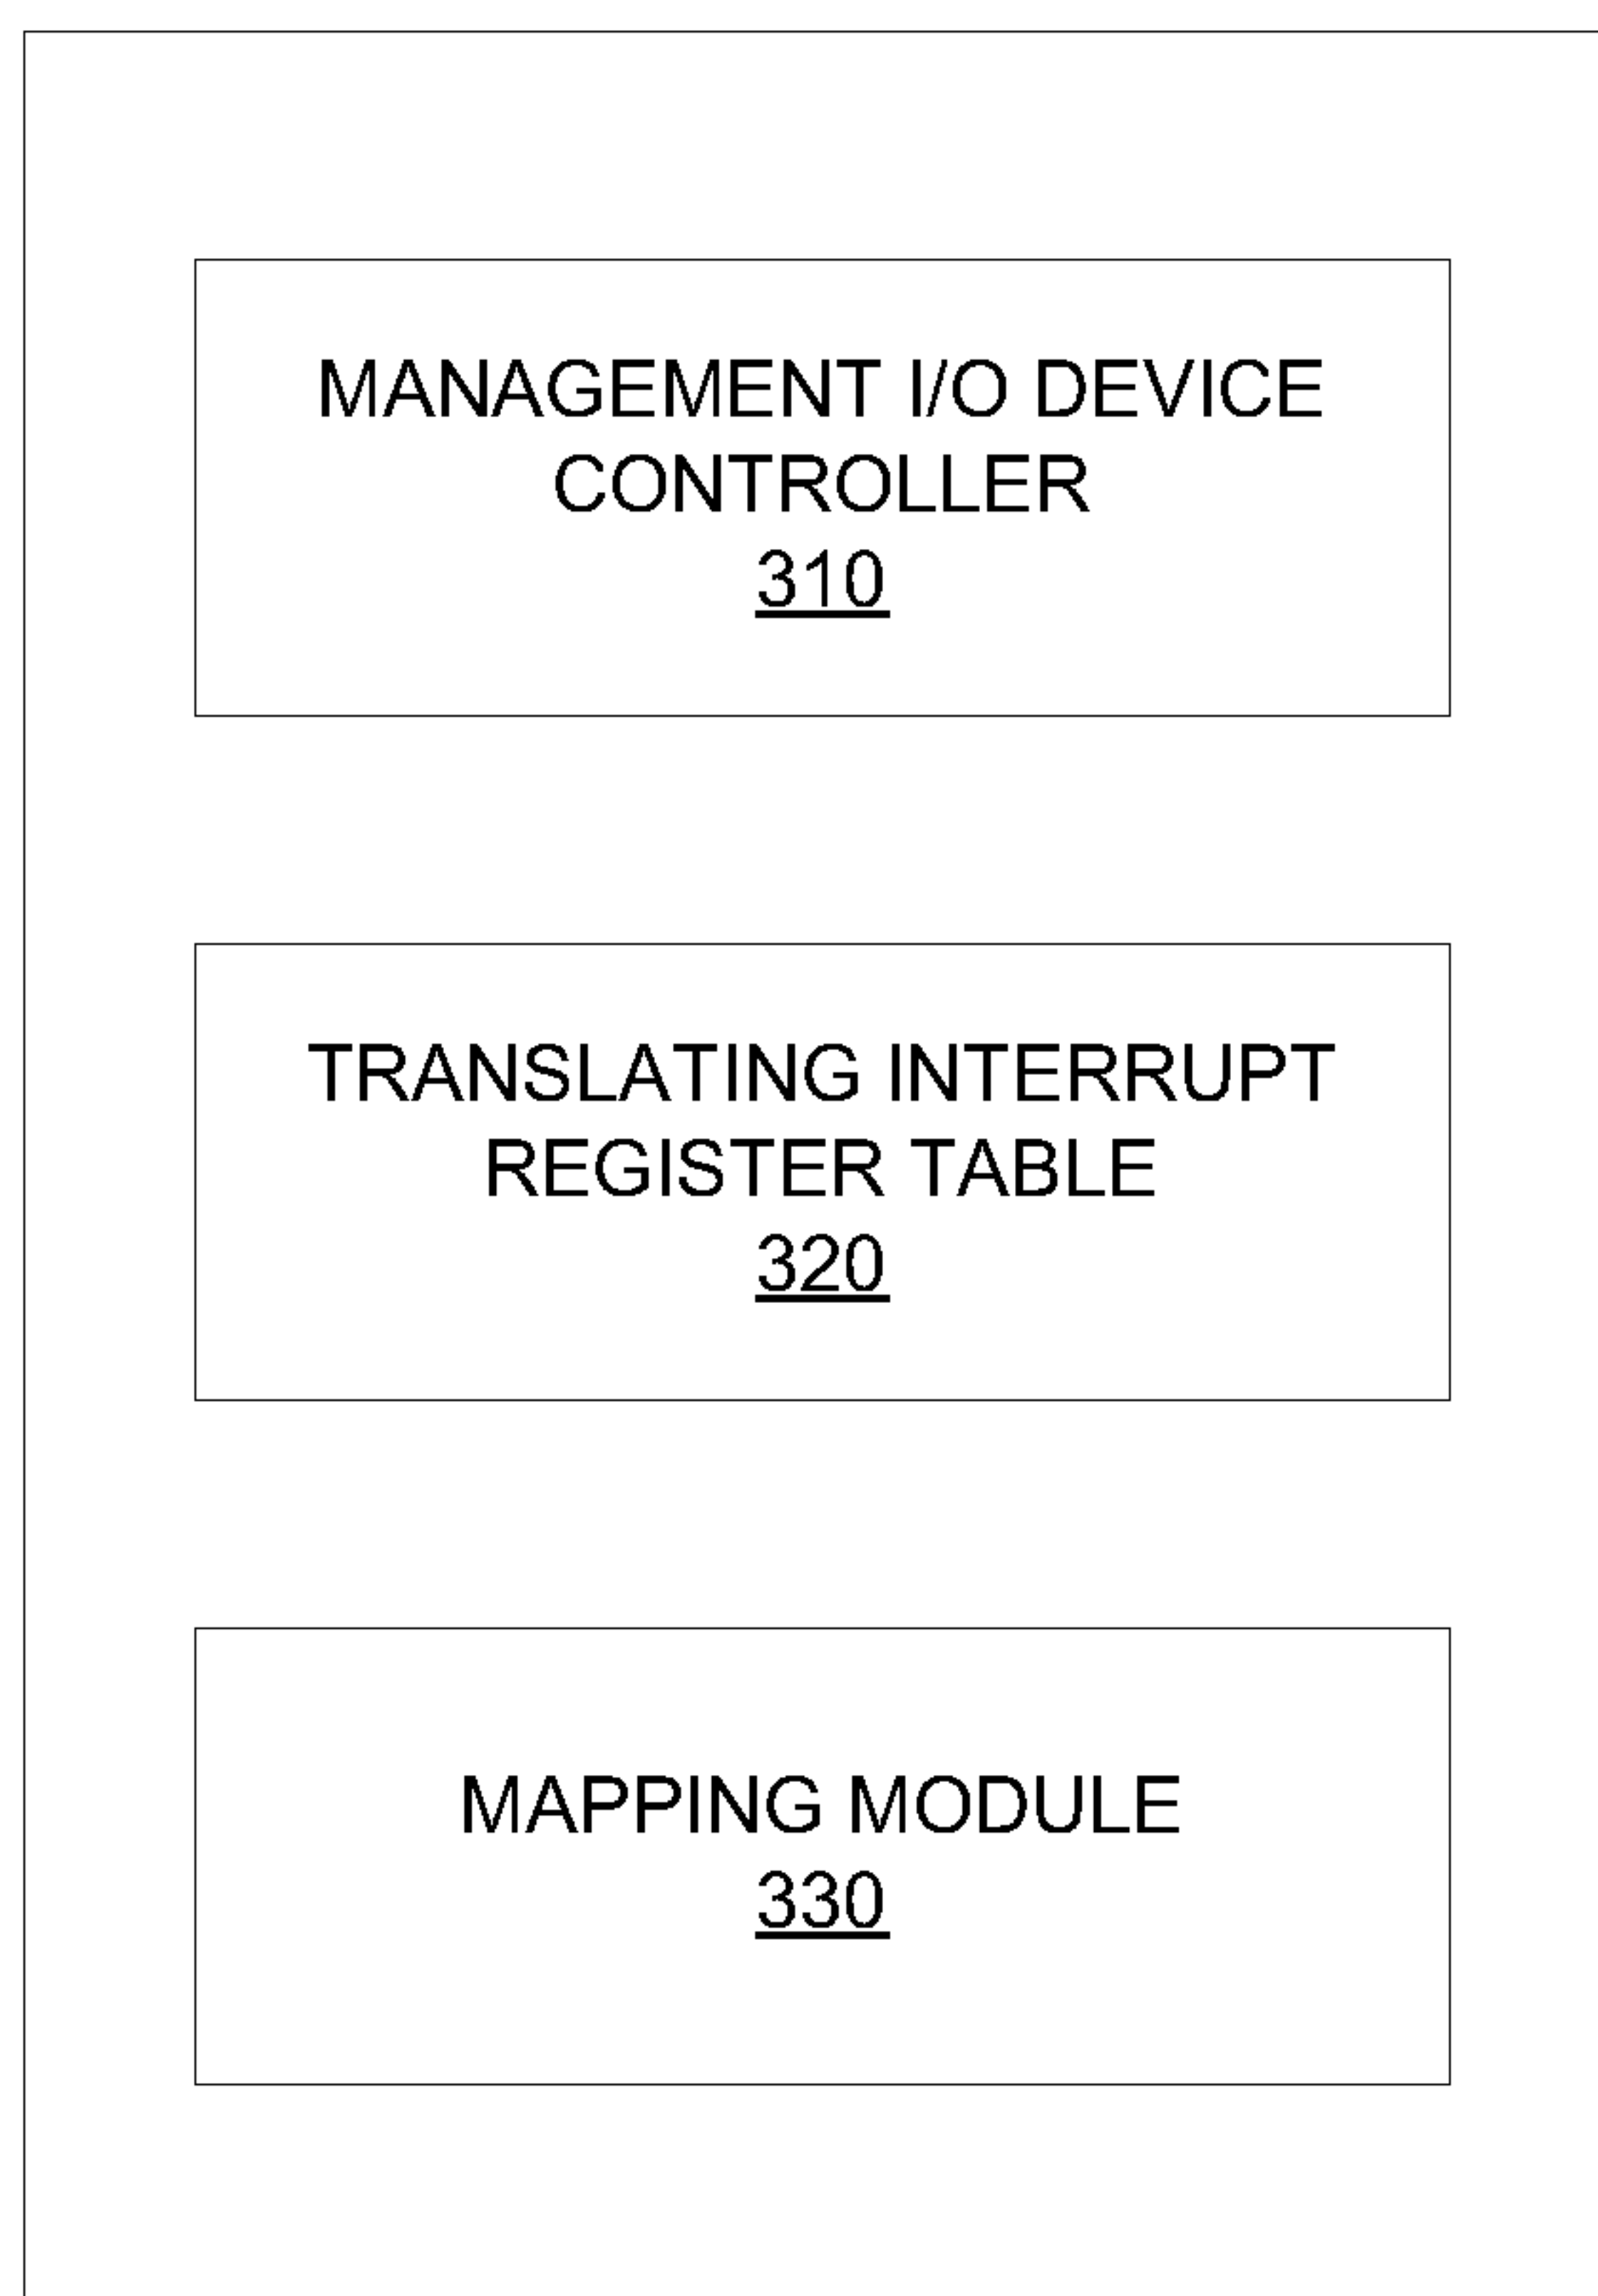 MANAGEMENT I/O DEVICE
CONTROLLER
310
TRANSLATING INTERRUPT
REGISTER TABLE
320
MAPPING MODULE
330